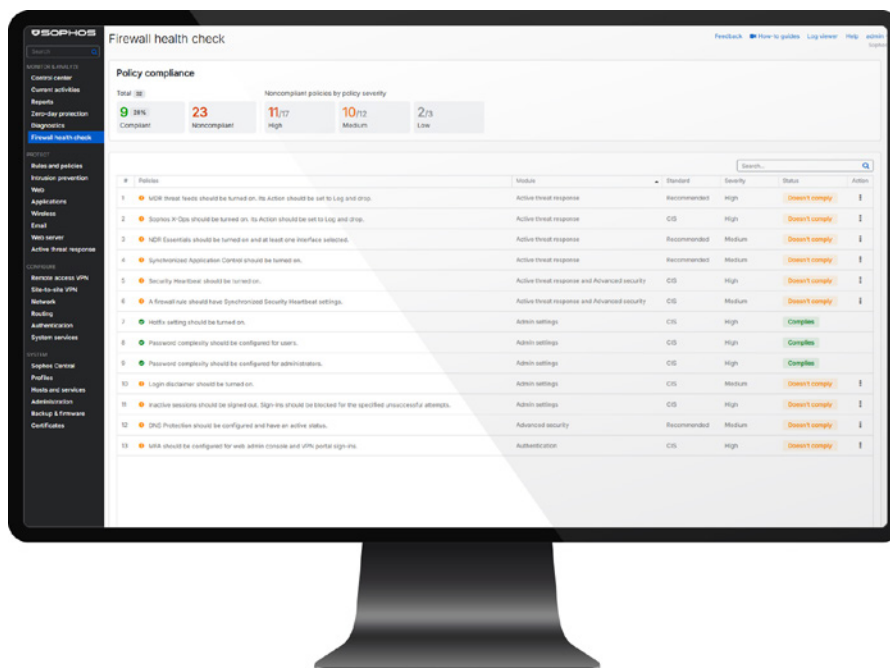 SOPHOS
Search
MONITOR & ANALYZE
Control center
Current activities
Reports
Zero-day protection
Diagnostics
Firewall health check
PROTECT
Rules and policies
Intrusion prevention
Web
Applications
Wireless
Email
Web server
Active threat response
CONFIGURE
Remote access VPN
Site-to-site VPN
Network
Routing
Authentication
System services
SYSTEM
Sophos Central
Profiles
Hosts and services
Administration
Backup & firmware
Certificates
Firewall health check
Feedback How-to guides Log viewer Help admin
Sophos
Policy compliance
Total 32 Noncompliant policies by policy severity
9 28% 23 11/17 10/12 2/3
Compliant Noncompliant High Medium Low
Search...
# Policies Module Standard Severity Status Action
1 MDR threat feeds should be turned on. Its Action should be set to Log and drop. Active threat response Recommended High Doesn't comply
2 Sophos X-Ops should be turned on. Its Action should be set to Log and drop. Active threat response CIS High Doesn't comply
3 NDR Essentials should be turned on and at least one interface selected. Active threat response Recommended Medium Doesn't comply
4 Synchronized Application Control should be turned on. Active threat response Recommended Medium Doesn't comply
5 Security Heartbeat should be turned on. Active threat response and Advanced security CIS High Doesn't comply
6 A firewall rule should have Synchronized Security Heartbeat settings. Active threat response and Advanced security CIS High Doesn't comply
7 Hotfix setting should be turned on. Admin settings CIS High Complies
8 Password complexity should be configured for users. Admin settings CIS High Complies
9 Password complexity should be configured for administrators. Admin settings CIS High Complies
10 Login disclaimer should be turned on. Admin settings CIS Medium Doesn't comply
11 Inactive sessions should be signed out. Sign-ins should be blocked for the specified unsuccessful attempts. Admin settings CIS High Doesn't comply
12 DNS Protection should be configured and have an active status. Advanced security Recommended Medium Doesn't comply
13 MFA should be configured for web admin console and VPN portal sign-ins. Authentication CIS High Doesn't comply